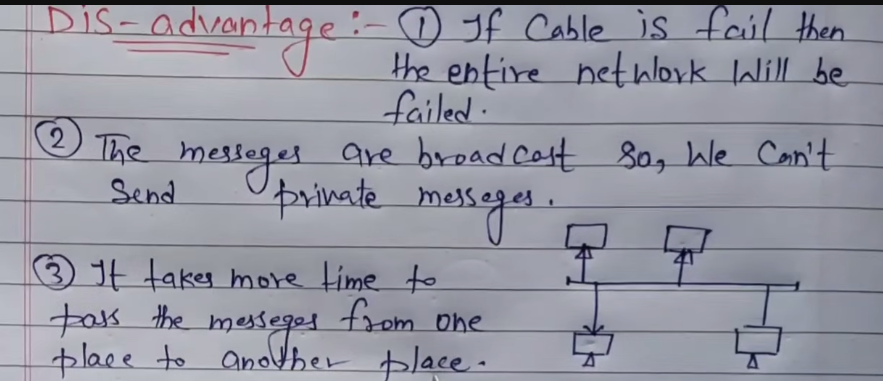 Dis-advantage :- ① If Cable is fail then
the entire network Will be
failed.
② The messeges are broadcast So, We Can't
Send private messeges.
③ It takes more time to
pass the messeges from one
place to another place.